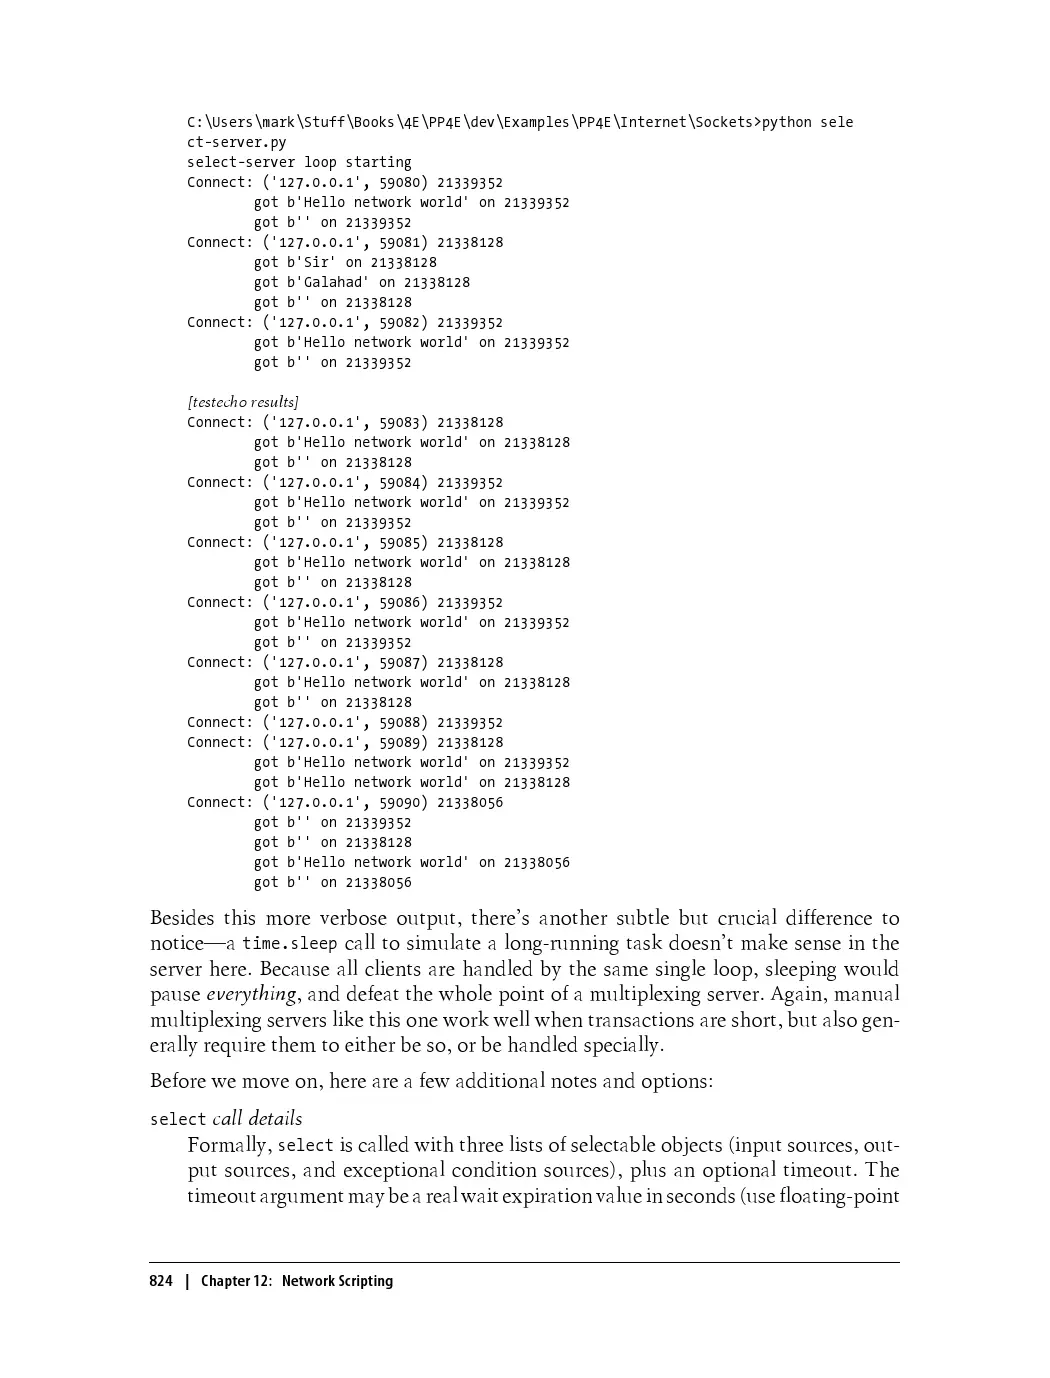 C:\Users\mark\Stuff\Books\4E\PP4E\dev\Examples\PP4E\Internet\Sockets>python sele
ct-server.py
select-server loop starting
Connect: ('127.0.0.1', 59080) 21339352
        got b'Hello network world' on 21339352
        got b'' on 21339352
Connect: ('127.0.0.1', 59081) 21338128
        got b'Sir' on 21338128
        got b'Galahad' on 21338128
        got b'' on 21338128
Connect: ('127.0.0.1', 59082) 21339352
        got b'Hello network world' on 21339352
        got b'' on 21339352
[testecho results]
Connect: ('127.0.0.1', 59083) 21338128
        got b'Hello network world' on 21338128
        got b'' on 21338128
Connect: ('127.0.0.1', 59084) 21339352
        got b'Hello network world' on 21339352
        got b'' on 21339352
Connect: ('127.0.0.1', 59085) 21338128
        got b'Hello network world' on 21338128
        got b'' on 21338128
Connect: ('127.0.0.1', 59086) 21339352
        got b'Hello network world' on 21339352
        got b'' on 21339352
Connect: ('127.0.0.1', 59087) 21338128
        got b'Hello network world' on 21338128
        got b'' on 21338128
Connect: ('127.0.0.1', 59088) 21339352
Connect: ('127.0.0.1', 59089) 21338128
        got b'Hello network world' on 21339352
        got b'Hello network world' on 21338128
Connect: ('127.0.0.1', 59090) 21338056
        got b'' on 21339352
        got b'' on 21338128
        got b'Hello network world' on 21338056
        got b'' on 21338056
Besides this more verbose output, there’s another subtle but crucial difference to
notice—a time.sleep call to simulate a long-running task doesn’t make sense in the
server here. Because all clients are handled by the same single loop, sleeping would
pause everything, and defeat the whole point of a multiplexing server. Again, manual
multiplexing servers like this one work well when transactions are short, but also gen-
erally require them to either be so, or be handled specially.
Before we move on, here are a few additional notes and options:
select call details
Formally, select is called with three lists of selectable objects (input sources, out-
put sources, and exceptional condition sources), plus an optional timeout. The
timeout argument may be a real wait expiration value in seconds (use floating-point
824 | Chapter 12: Network Scripting